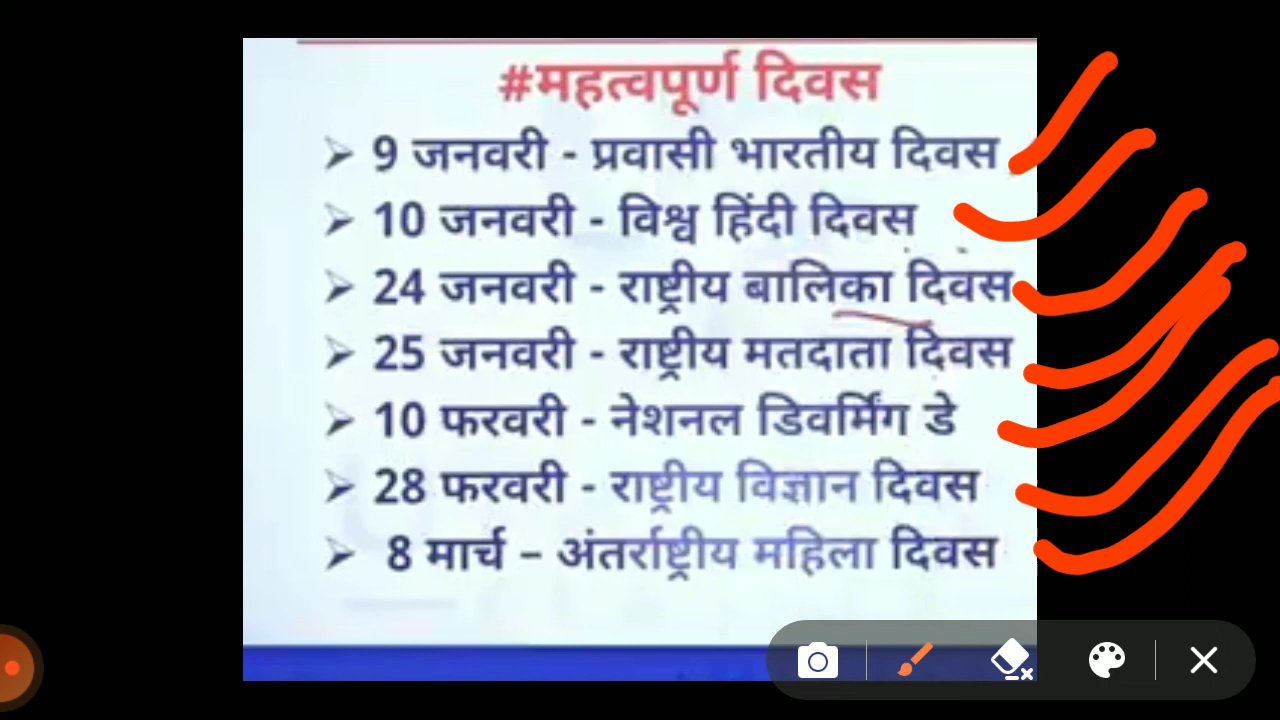 #महत्वपूर्ण दिवस
➢ 9 जनवरी - प्रवासी भारतीय दिवस
➢ 10 जनवरी - विश्व हिंदी दिवस
➢ 24 जनवरी - राष्ट्रीय बालिका दिवस
➢ 25 जनवरी - राष्ट्रीय मतदाता दिवस
➢ 10 फरवरी - नेशनल डिवर्मिंग डे
➢ 28 फरवरी - राष्ट्रीय विज्ञान दिवस
➢ 8 मार्च – अंतर्राष्ट्रीय महिला दिवस